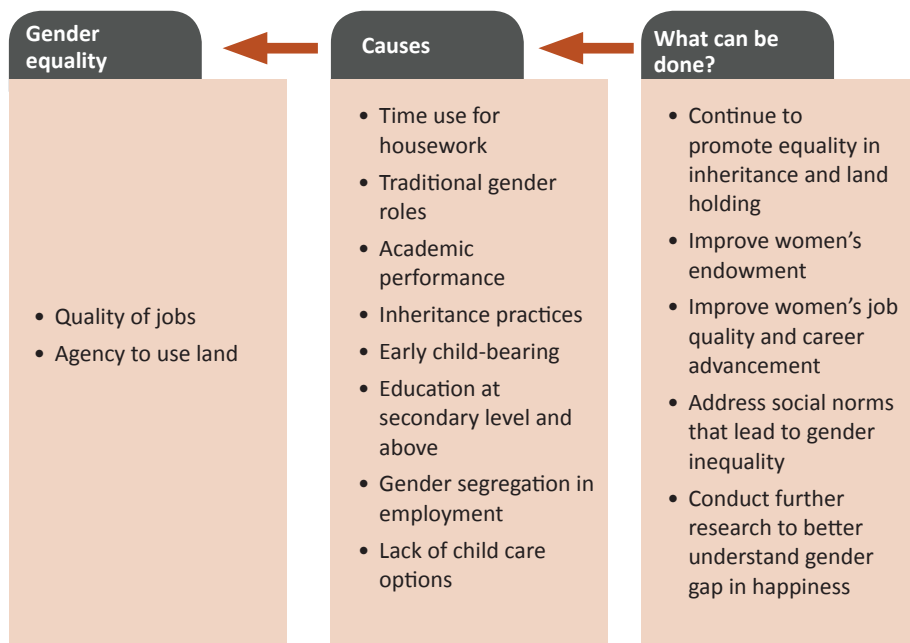 Gender
equality
• Quality of jobs
• Agency to use land
Causes
• Time use for
housework
• Traditional gender
roles
• Academic
performance
• Inheritance practices
• Early child-bearing
• Education at
secondary level and
above
• Gender segregation in
employment
• Lack of child care
options
What can be
done?
• Continue to
promote equality in
inheritance and land
holding
• Improve women’s
endowment
• Improve women’s job
quality and career
advancement
• Address social norms
that lead to gender
inequality
• Conduct further
research to better
understand gender
gap in happiness